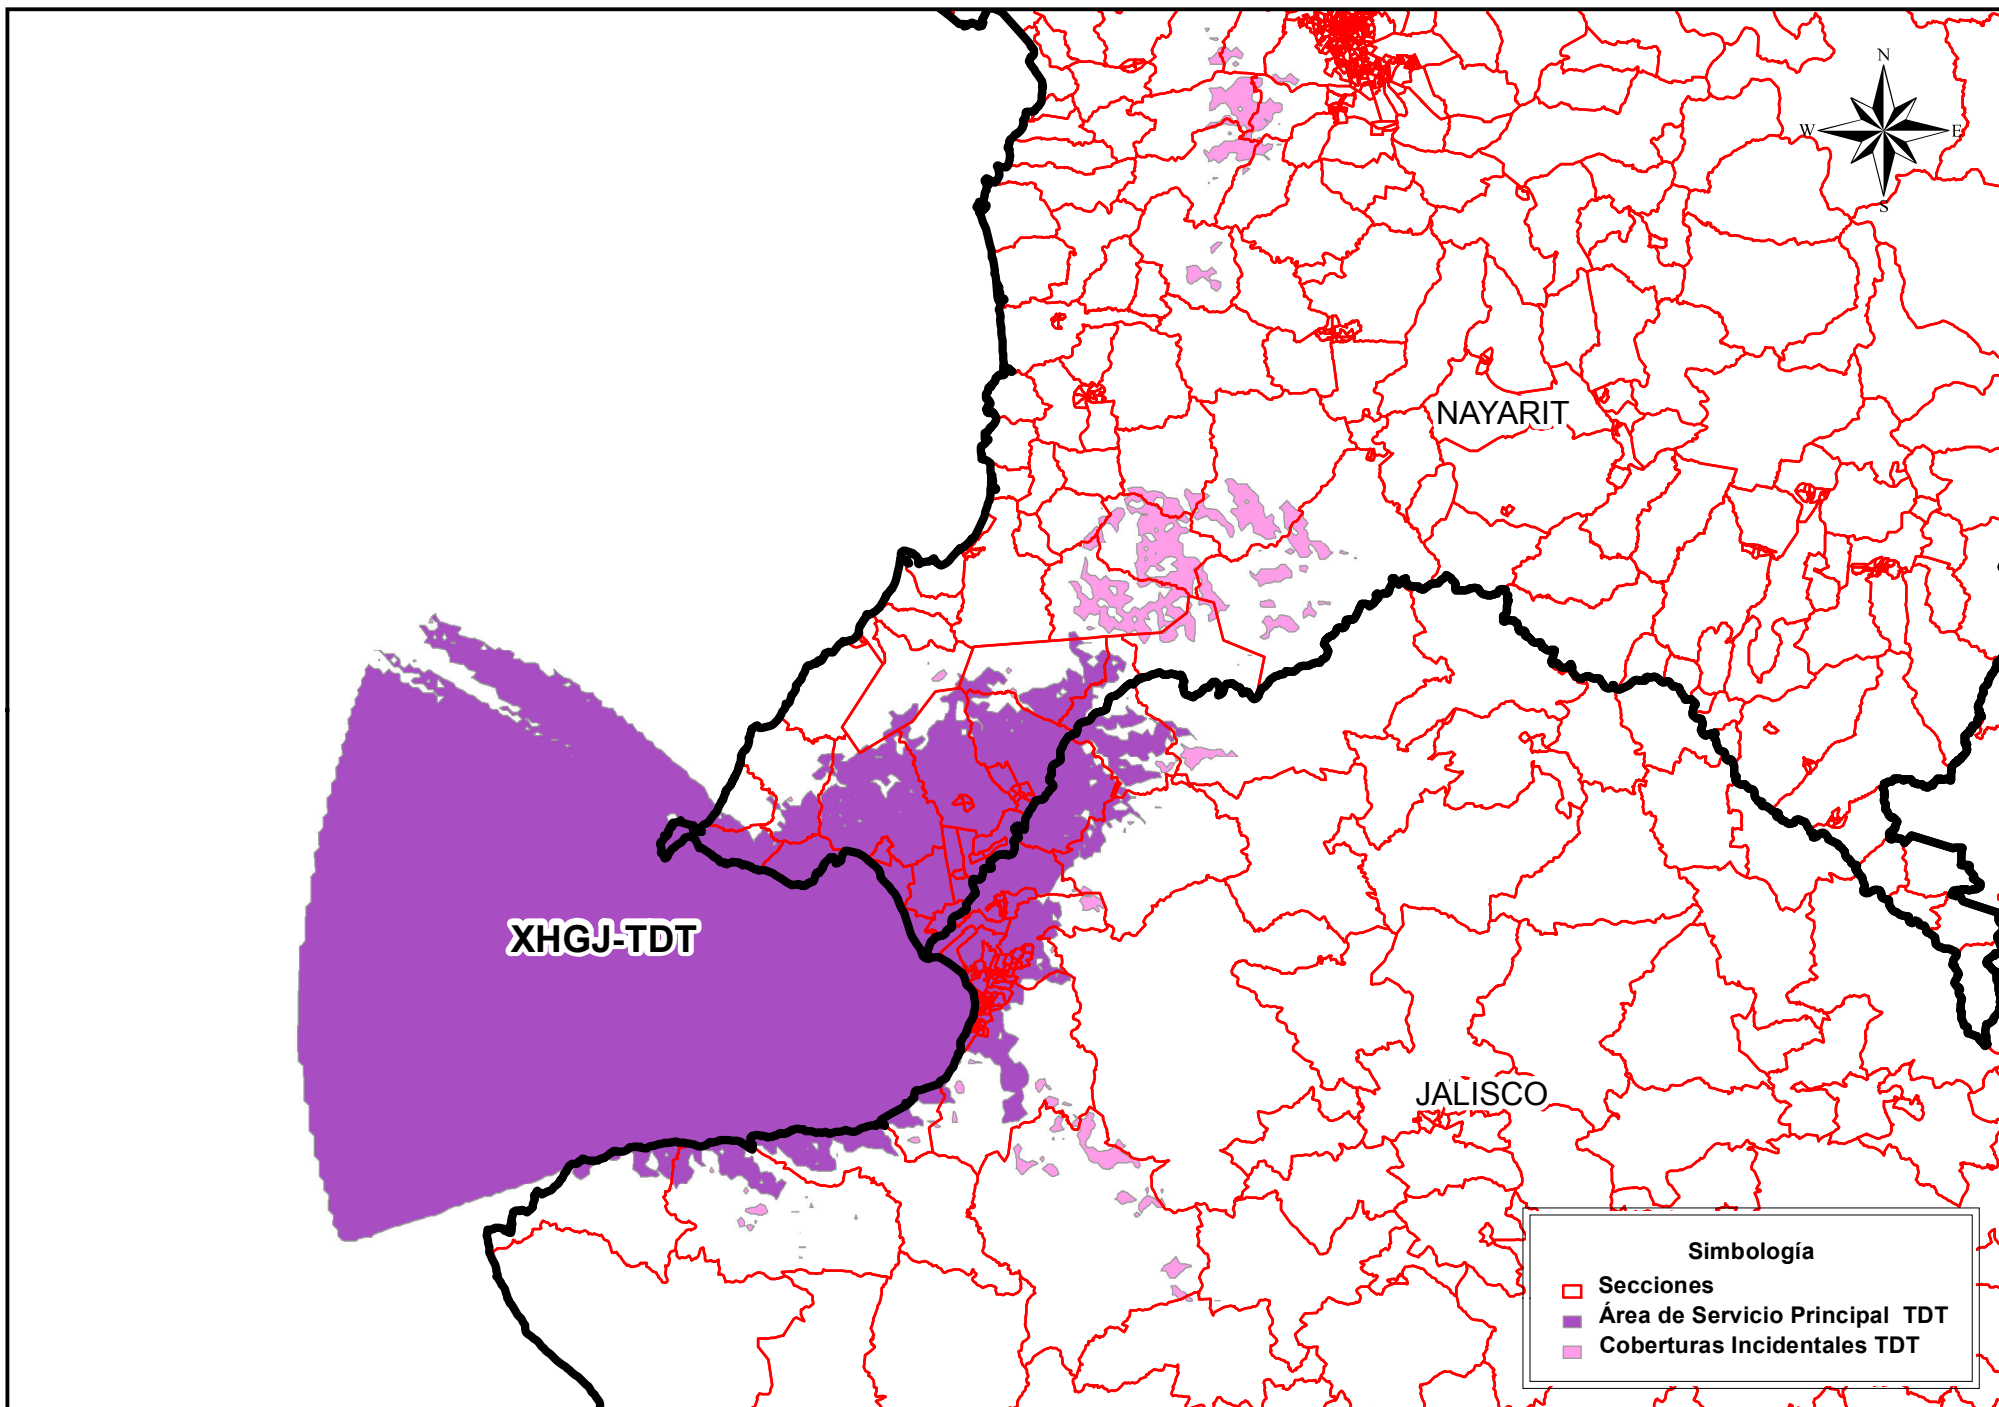 N
W E
S
NAYARIT
XHGJ-TDT
JALISCO
Simbología
Secciones
Área de Servicio Principal TDT
Coberturas Incidentales TDT